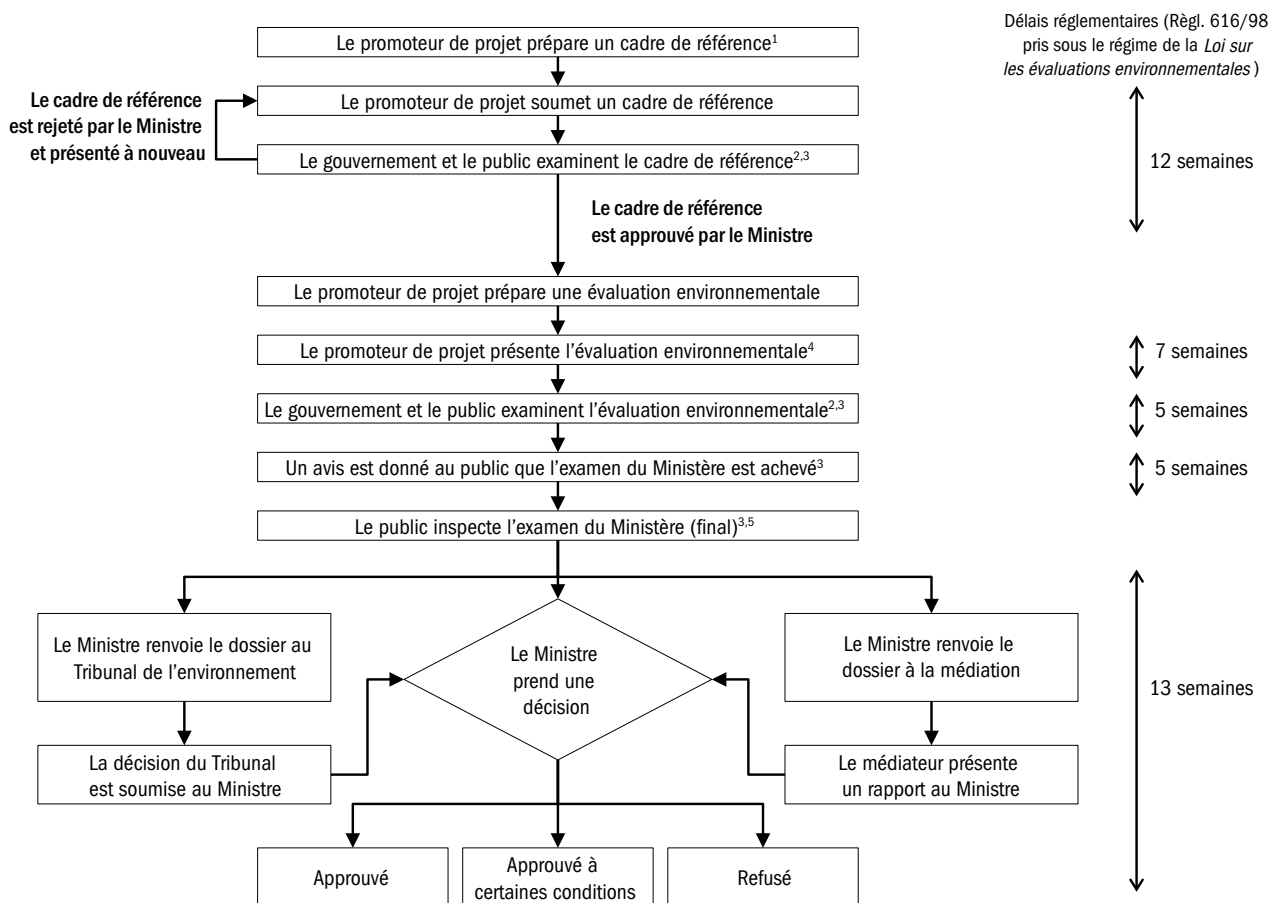 Délais réglementaires (Règl. 616/98
pris sous le régime de la Loi sur
les évaluations environnementales )
Le promoteur de projet prépare un cadre de référence¹
Le cadre de référence
est rejeté par le Ministre
et présenté à nouveau
Le promoteur de projet soumet un cadre de référence
Le gouvernement et le public examinent le cadre de référence²,³
12 semaines
Le cadre de référence
est approuvé par le Ministre
Le promoteur de projet prépare une évaluation environnementale
Le promoteur de projet présente l’évaluation environnementale⁴
7 semaines
Le gouvernement et le public examinent l’évaluation environnementale²,³
5 semaines
Un avis est donné au public que l’examen du Ministère est achevé³
5 semaines
Le public inspecte l’examen du Ministère (final)³,⁵
Le Ministre renvoie le dossier au
Tribunal de l’environnement
Le Ministre
prend une
décision
Le Ministre renvoie le
dossier à la médiation
13 semaines
La décision du Tribunal
est soumise au Ministre
Le médiateur présente
un rapport au Ministre
Approuvé
Approuvé à
certaines conditions
Refusé